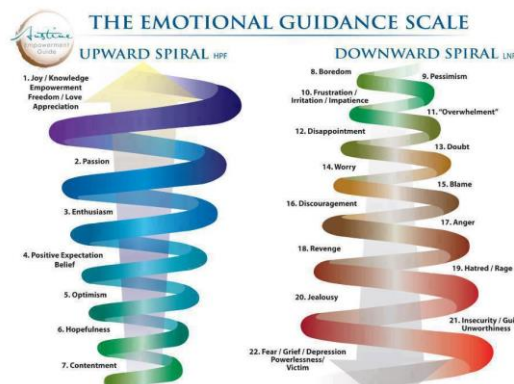 THE EMOTIONAL GUIDANCE SCALE
Empowerment
Guide
UPWARD SPIRAL HPF
1. Joy / Knowledge
Empowerment
Freedom / Love
Appreciation
2. Passion
3. Enthusiasm
4. Positive Expectation
Belief
5. Optimism
6. Hopefulness
7. Contentment
DOWNWARD SPIRAL
8. Boredom
9. Pessimism
10. Frustration /
Irritation / Impatience
11. "Overwhelment"
12. Disappointment
13. Doubt
14. Worry
15. Blame
16. Discouragement
17. Anger
18. Revenge
19. Hatred / Rage
20. Jealousy
21. Insecurity / Gui
Unworthiness
22. Fear / Grief / Depression
Powerlessness/
Victim